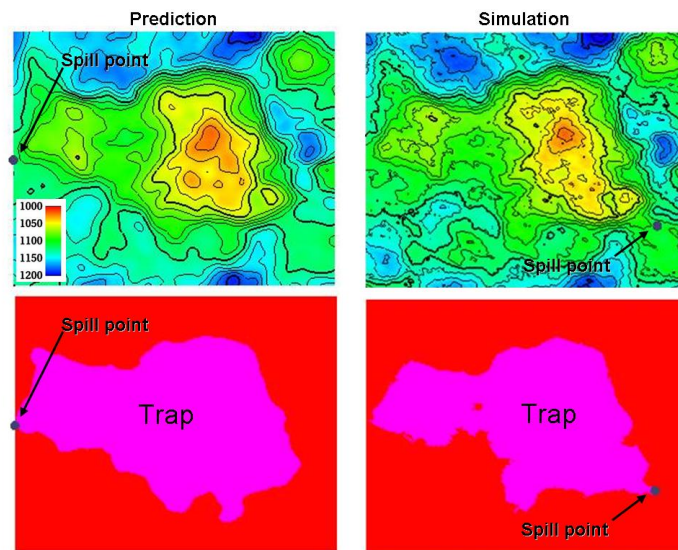 Prediction
Simulation
Spill point
1000
1050
1100
1150
1200
Spill point
Spill point
Trap
Trap
Spill point